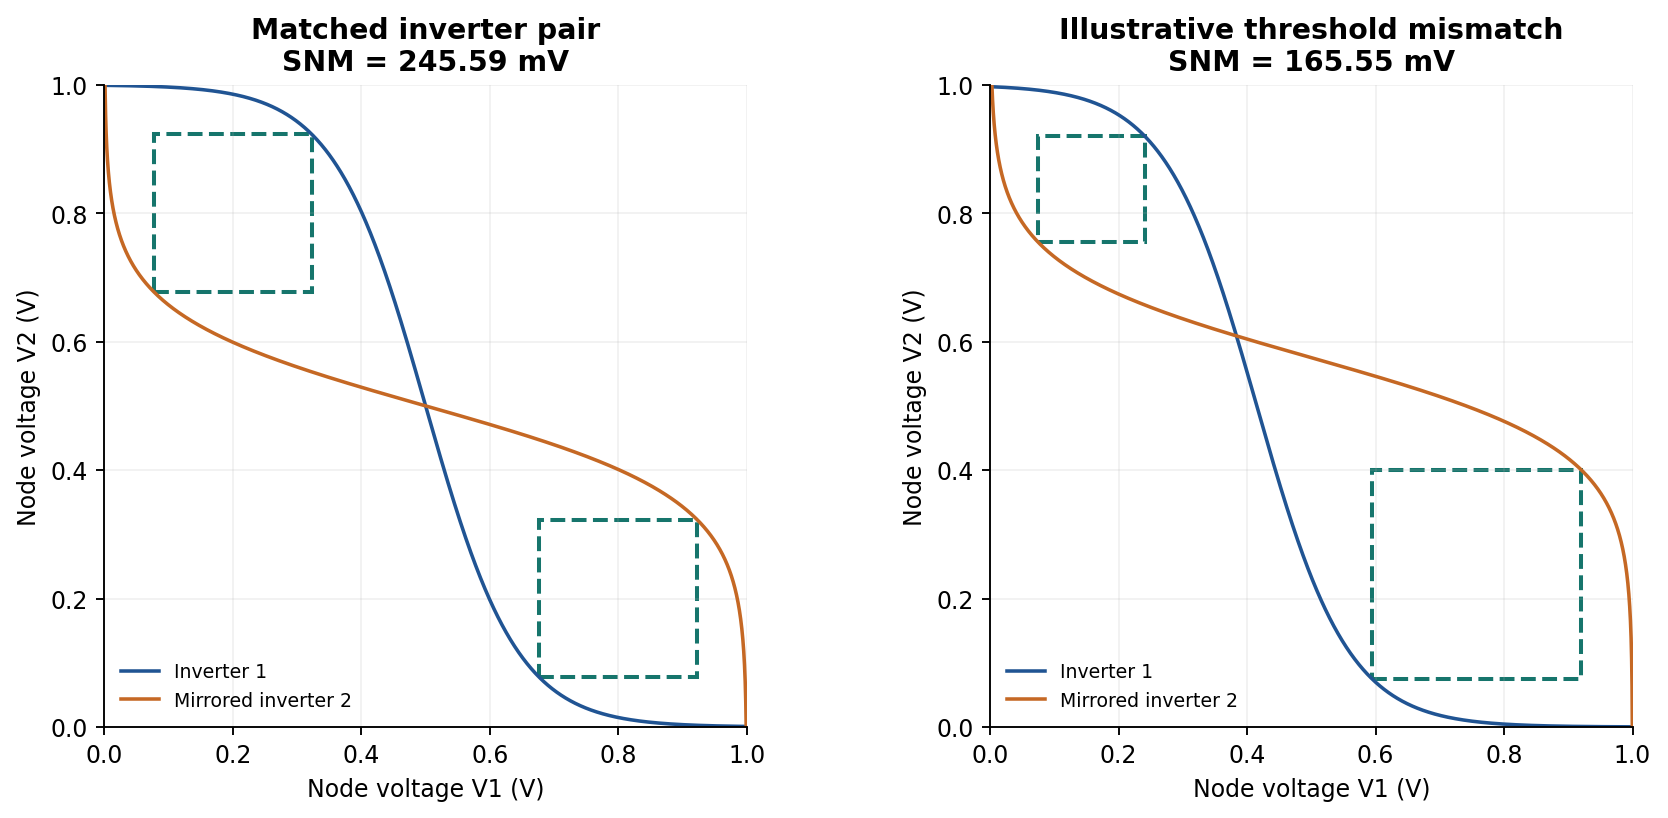 Matched inverter pair
SNM = 245.59 mV
1.0
0.8
0.6
0.4
0.2
0.0
Node voltage V2 (V)
Inverter 1
Mirrored inverter 2
0.0 0.2 0.4 0.6 0.8 1.0
Node voltage V1 (V)
Illustrative threshold mismatch
SNM = 165.55 mV
1.0
0.8
0.6
0.4
0.2
0.0
Node voltage V2 (V)
Inverter 1
Mirrored inverter 2
0.0 0.2 0.4 0.6 0.8 1.0
Node voltage V1 (V)